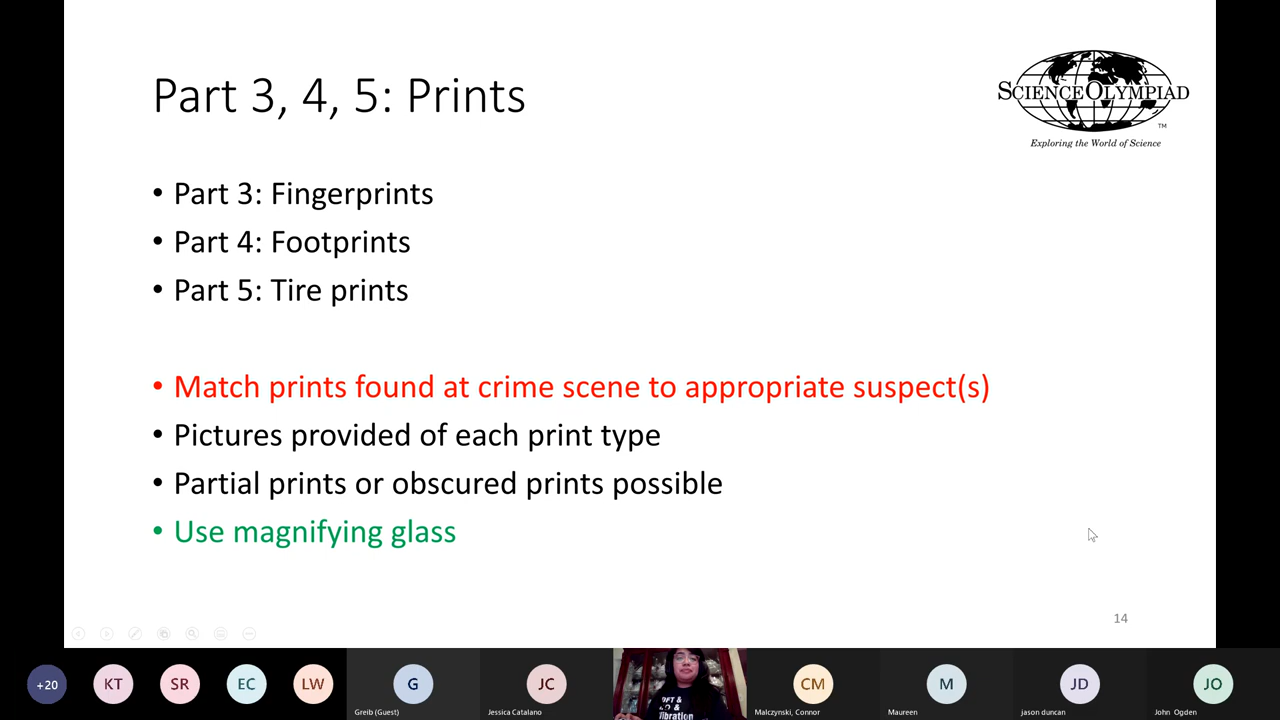 Part 3, 4, 5: Prints
SCIENCEOLYMPIAD
TM
Exploring the World of Science
• Part 3: Fingerprints
• Part 4: Footprints
• Part 5: Tire prints
• Match prints found at crime scene to appropriate suspect(s)
• Pictures provided of each print type
• Partial prints or obscured prints possible
• Use magnifying glass
14
+20
KT
SR
EC
LW
G
JC
CM
M
JD
JO
Greib (Guest)
Jessica Catalano
Malczynski, Connor
Maureen
jason duncan
John Ogden